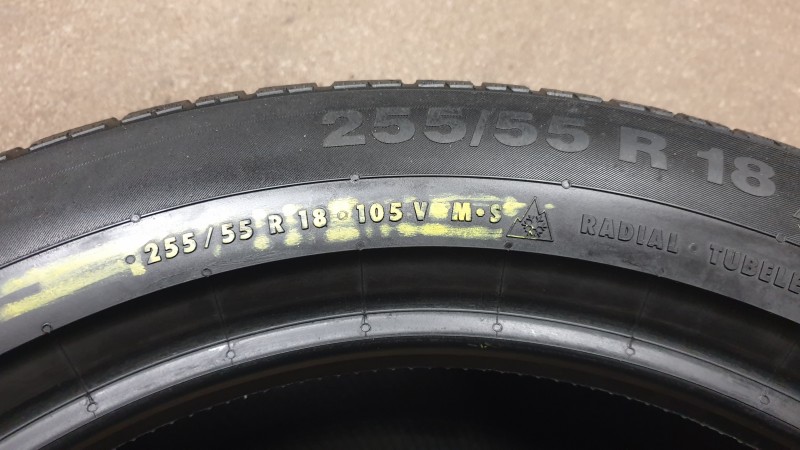 255/55 R 18
255/55 R 18 105 V M•S RADIAL TUBELE